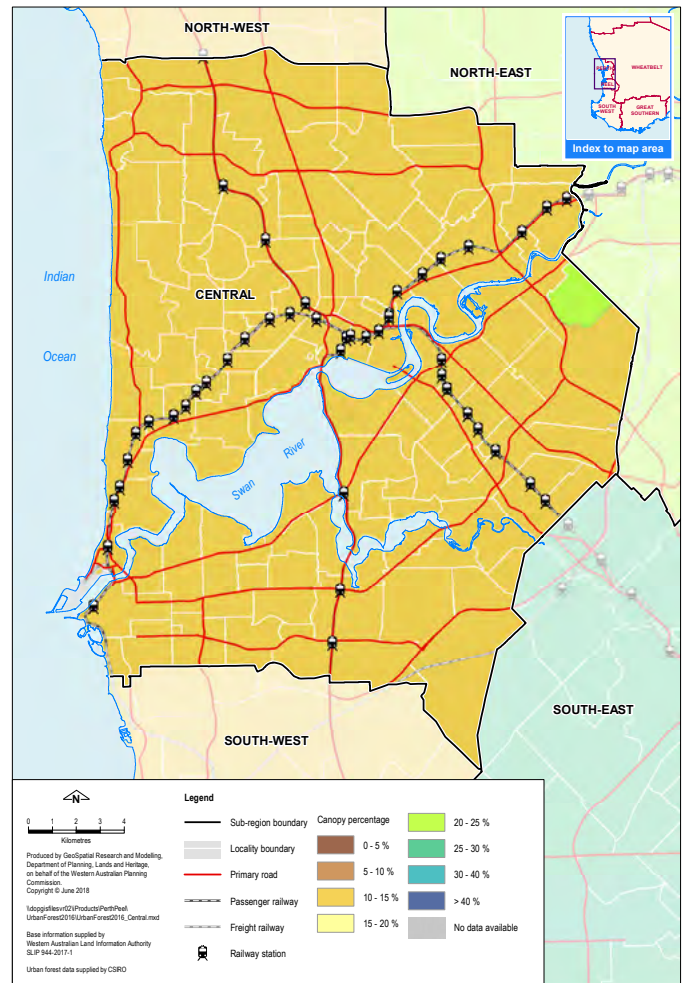 NORTH-WEST
NORTH-EAST
PERTH
PEEL
WHEATBELT
SOUTH
WEST
GREAT
SOUTHERN
Index to map area
Indian
Ocean
CENTRAL
River
Swan
SOUTH-WEST
SOUTH-EAST
N
0 1 2 3 4
Kilometres
Produced by GeoSpatial Research and Modelling,
Department of Planning, Lands and Heritage,
on behalf of the Western Australian Planning
Commission.
Copyright © June 2018
\\dopgisfilesvr02\Products\PerthPeel\
UrbanForest2016\UrbanForest2016_Central.mxd
Base information supplied by
Western Australian Land Information Authority
SLIP 944-2017-1
Urban forest data supplied by CSIRO
Legend
Sub-region boundary
Locality boundary
Primary road
Passenger railway
Freight railway
Railway station
Canopy percentage
0 - 5 %
5 - 10 %
10 - 15 %
15 - 20 %
20 - 25 %
25 - 30 %
30 - 40 %
> 40 %
No data available